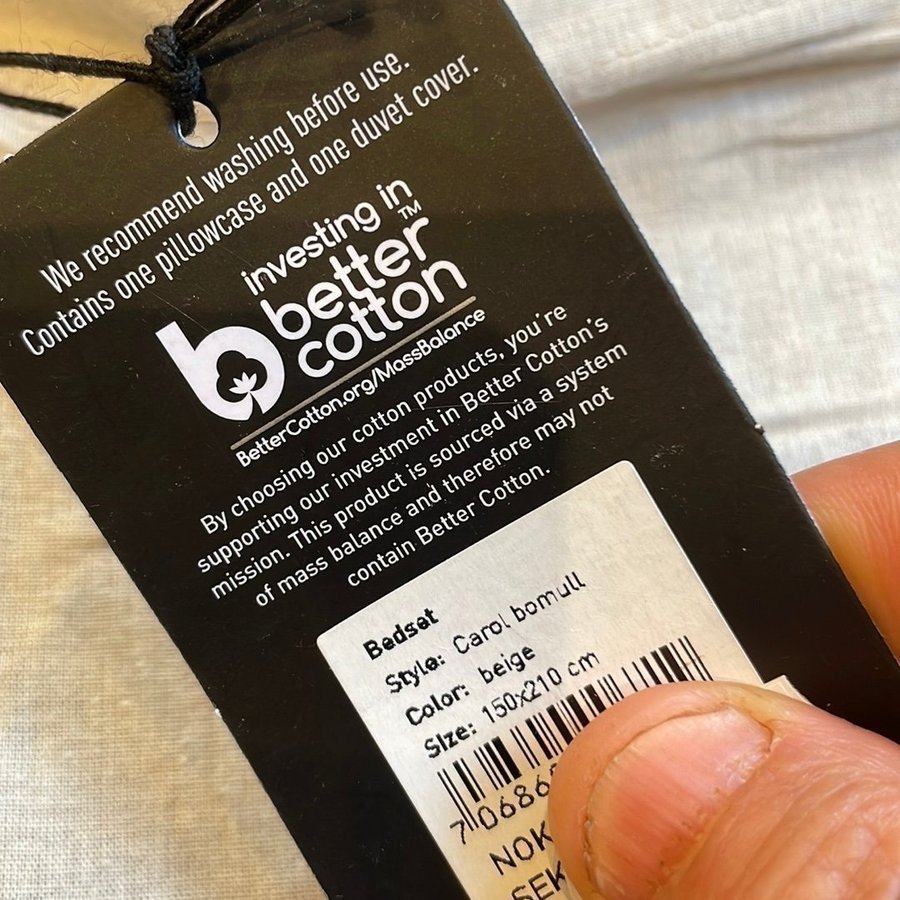 We recommend washing before use.
Contains one pillowcase and one duvet cover.
investing in
better™
cotton
BetterCotton.org/MassBalance
By choosing our cotton products, you're
supporting our investment in Better Cotton's
mission. This product is sourced via a system
of mass balance and therefore may not
contain Better Cotton.
Bedset
Style: Carol bomull
Color: beige
Size: 150x210 cm
7 0686
NOK
SEK